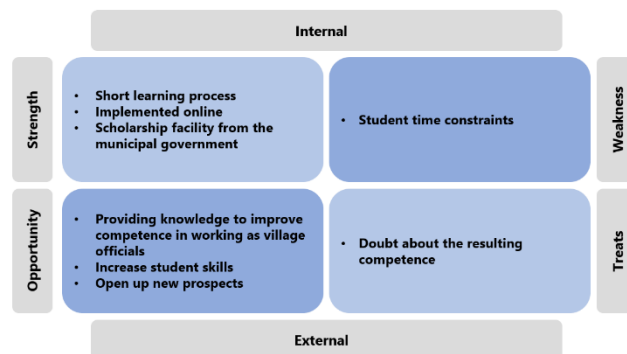 Internal
Strength
• Short learning process
• Implemented online
• Scholarship facility from the
municipal government
• Student time constraints
Weakness
Opportunity
• Providing knowledge to improve
competence in working as village
officials
• Increase student skills
• Open up new prospects
• Doubt about the resulting
competence
Treats
External